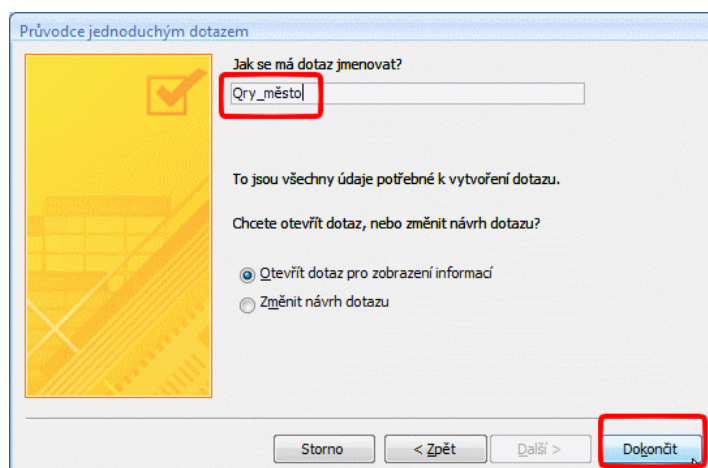 Průvodce jednoduchým dotazem
Jak se má dotaz jmenovat?
Qry_město
To jsou všechny údaje potřebné k vytvoření dotazu.
Chcete otevřít dotaz, nebo změnit návrh dotazu?
Otevřít dotaz pro zobrazení informací
Změnit návrh dotazu
Storno
< Zpět
Další >
Dokončit